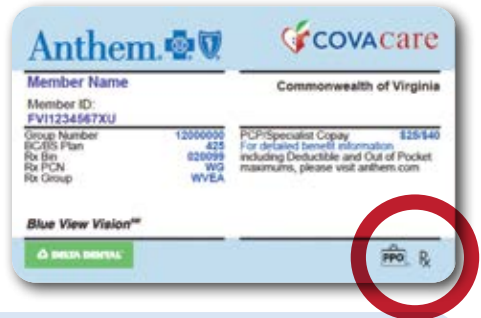 Anthem.
COVACare
Member Name
Commonwealth of Virginia
Member ID:
FVI1234567XU
Group Number 12000000
BC/BS Plan 425
Rx Bin 020099
Rx PCN WG
Rx Group WVEA
PCP/Specialist Copay $25/$40
For detailed benefit information
including Deductible and Out of Pocket
maximums, please visit anthem.com
Blue View Vision℠
DELTA DENTAL
PPO Rx